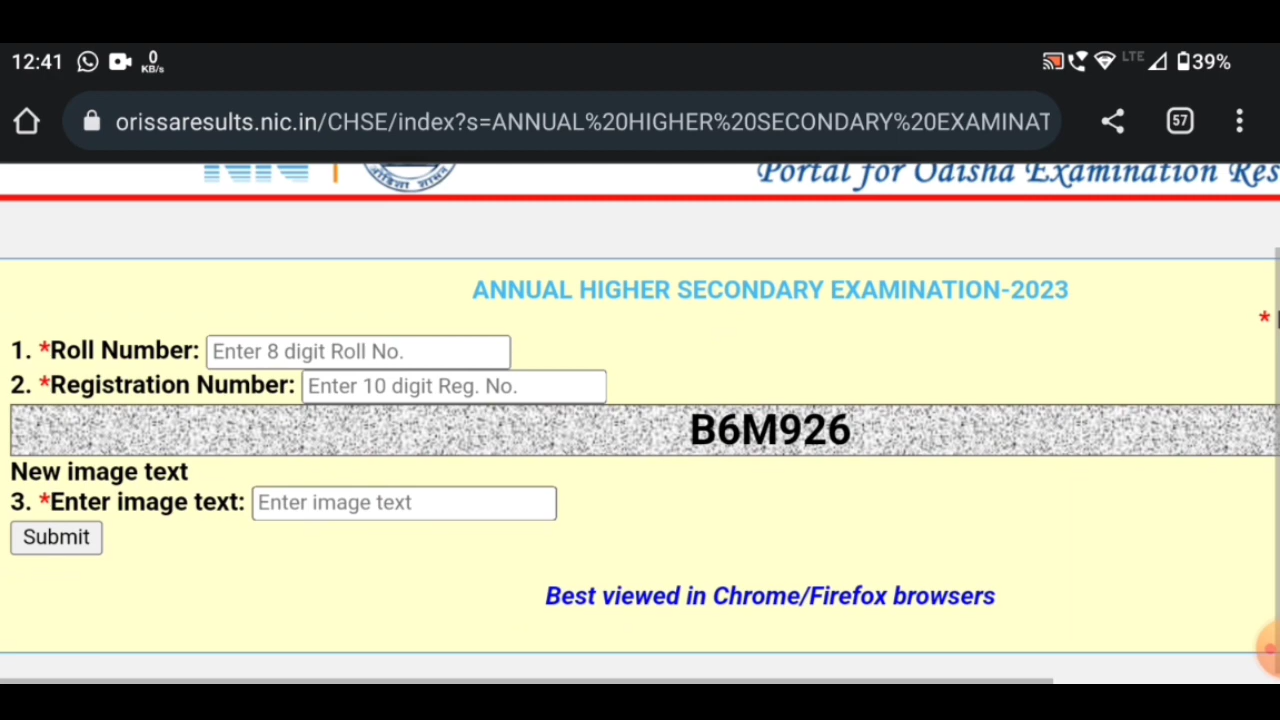 12:41 0 KB/s LTE 39%
orissaresults.nic.in/CHSE/index?s=ANNUAL%20HIGHER%20SECONDARY%20EXAMINAT 57
NIC Portal for Odisha Examination Res
ANNUAL HIGHER SECONDARY EXAMINATION-2023
*
1. *Roll Number: Enter 8 digit Roll No.
2. *Registration Number: Enter 10 digit Reg. No.
B6M926
New image text
3. *Enter image text: Enter image text
Submit
Best viewed in Chrome/Firefox browsers